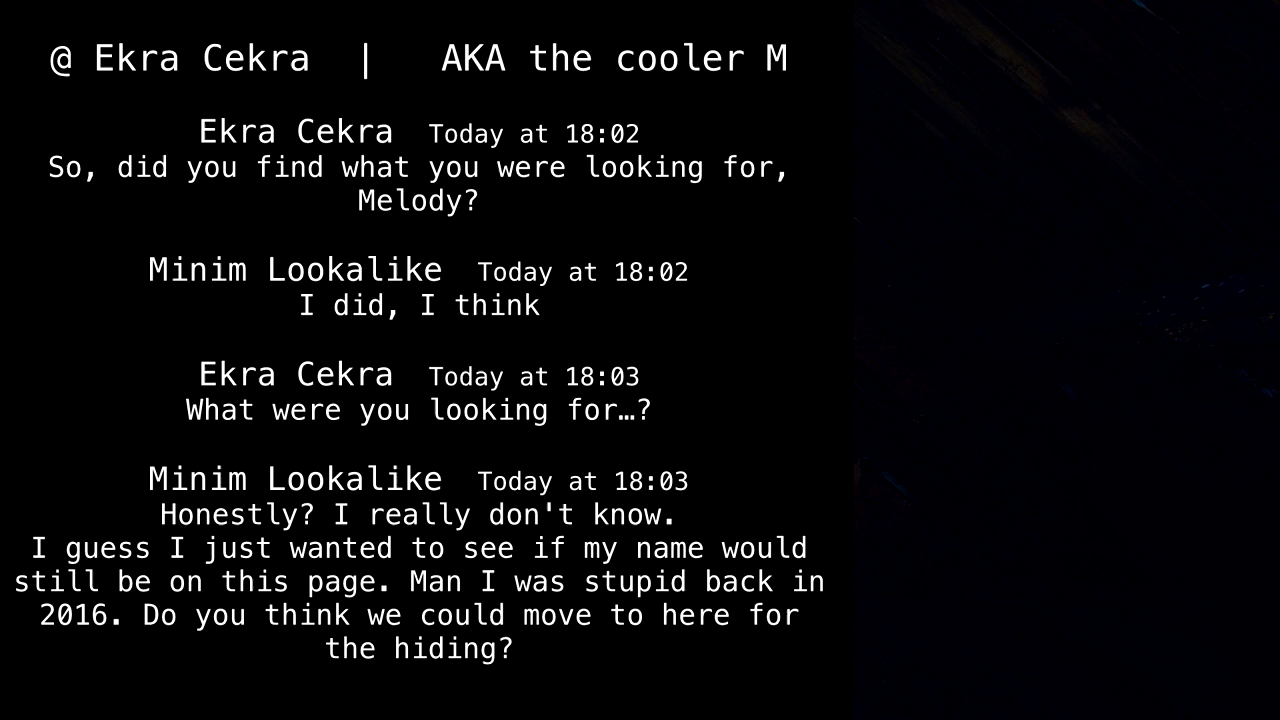 @ Ekra Cekra | AKA the cooler M
Ekra Cekra Today at 18:02
So, did you find what you were looking for,
Melody?
Minim Lookalike Today at 18:02
I did, I think
Ekra Cekra Today at 18:03
What were you looking for…?
Minim Lookalike Today at 18:03
Honestly? I really don't know.
I guess I just wanted to see if my name would
still be on this page. Man I was stupid back in
2016. Do you think we could move to here for
the hiding?